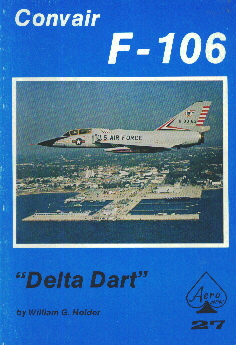 Convair
F-106
U.S. AIR FORCE
"Delta Dart"
by William G. Holder
Aero
27